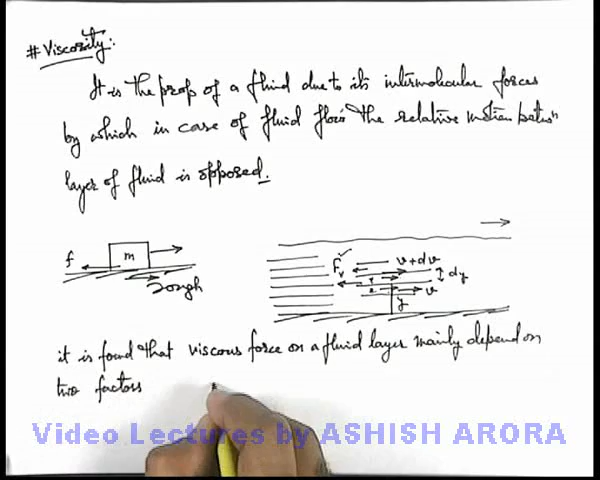 # Viscosity:
It is the prop of a fluid due to its intermolecular forces
by which in case of fluid flow the relative motion betwn
layer of fluid is opposed.
f m
rough
Fv v+dv
dy
v
y
it is found that viscous force on a fluid layer mainly depend on
two factors
Video Lectures by ASHISH ARORA